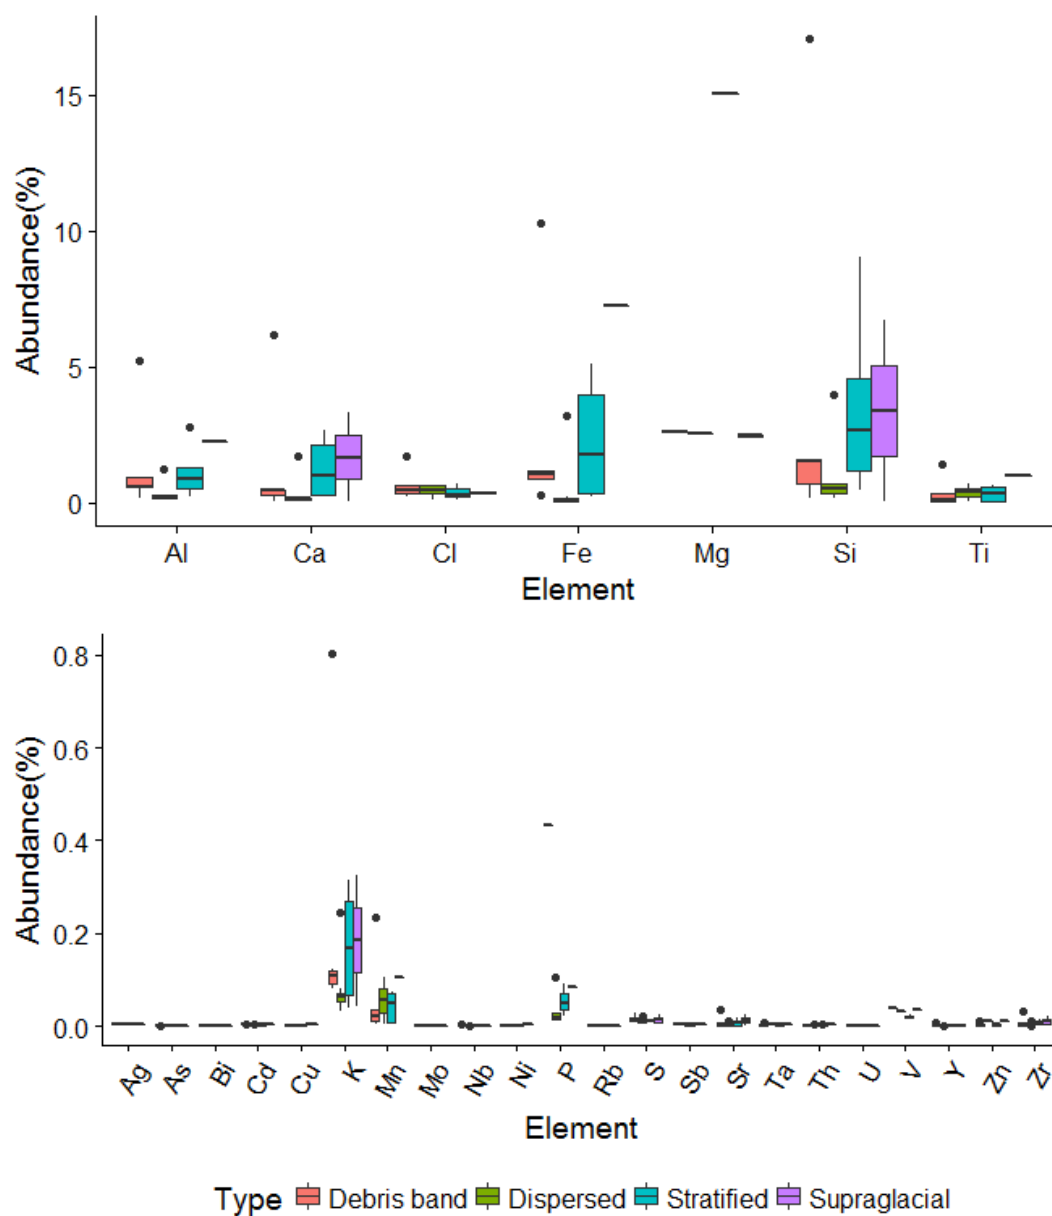 Abundance(%)
15
10
5
0
Al Ca Cl Fe Mg Si Ti
Element
Abundance(%)
0.8
0.6
0.4
0.2
0.0
Ag As Bi Cd Cu K Mn Mo Nb Ni P Rb S Sb Sr Ta Th U V Y Zn Zr
Element
Type Debris band Dispersed Stratified Supraglacial